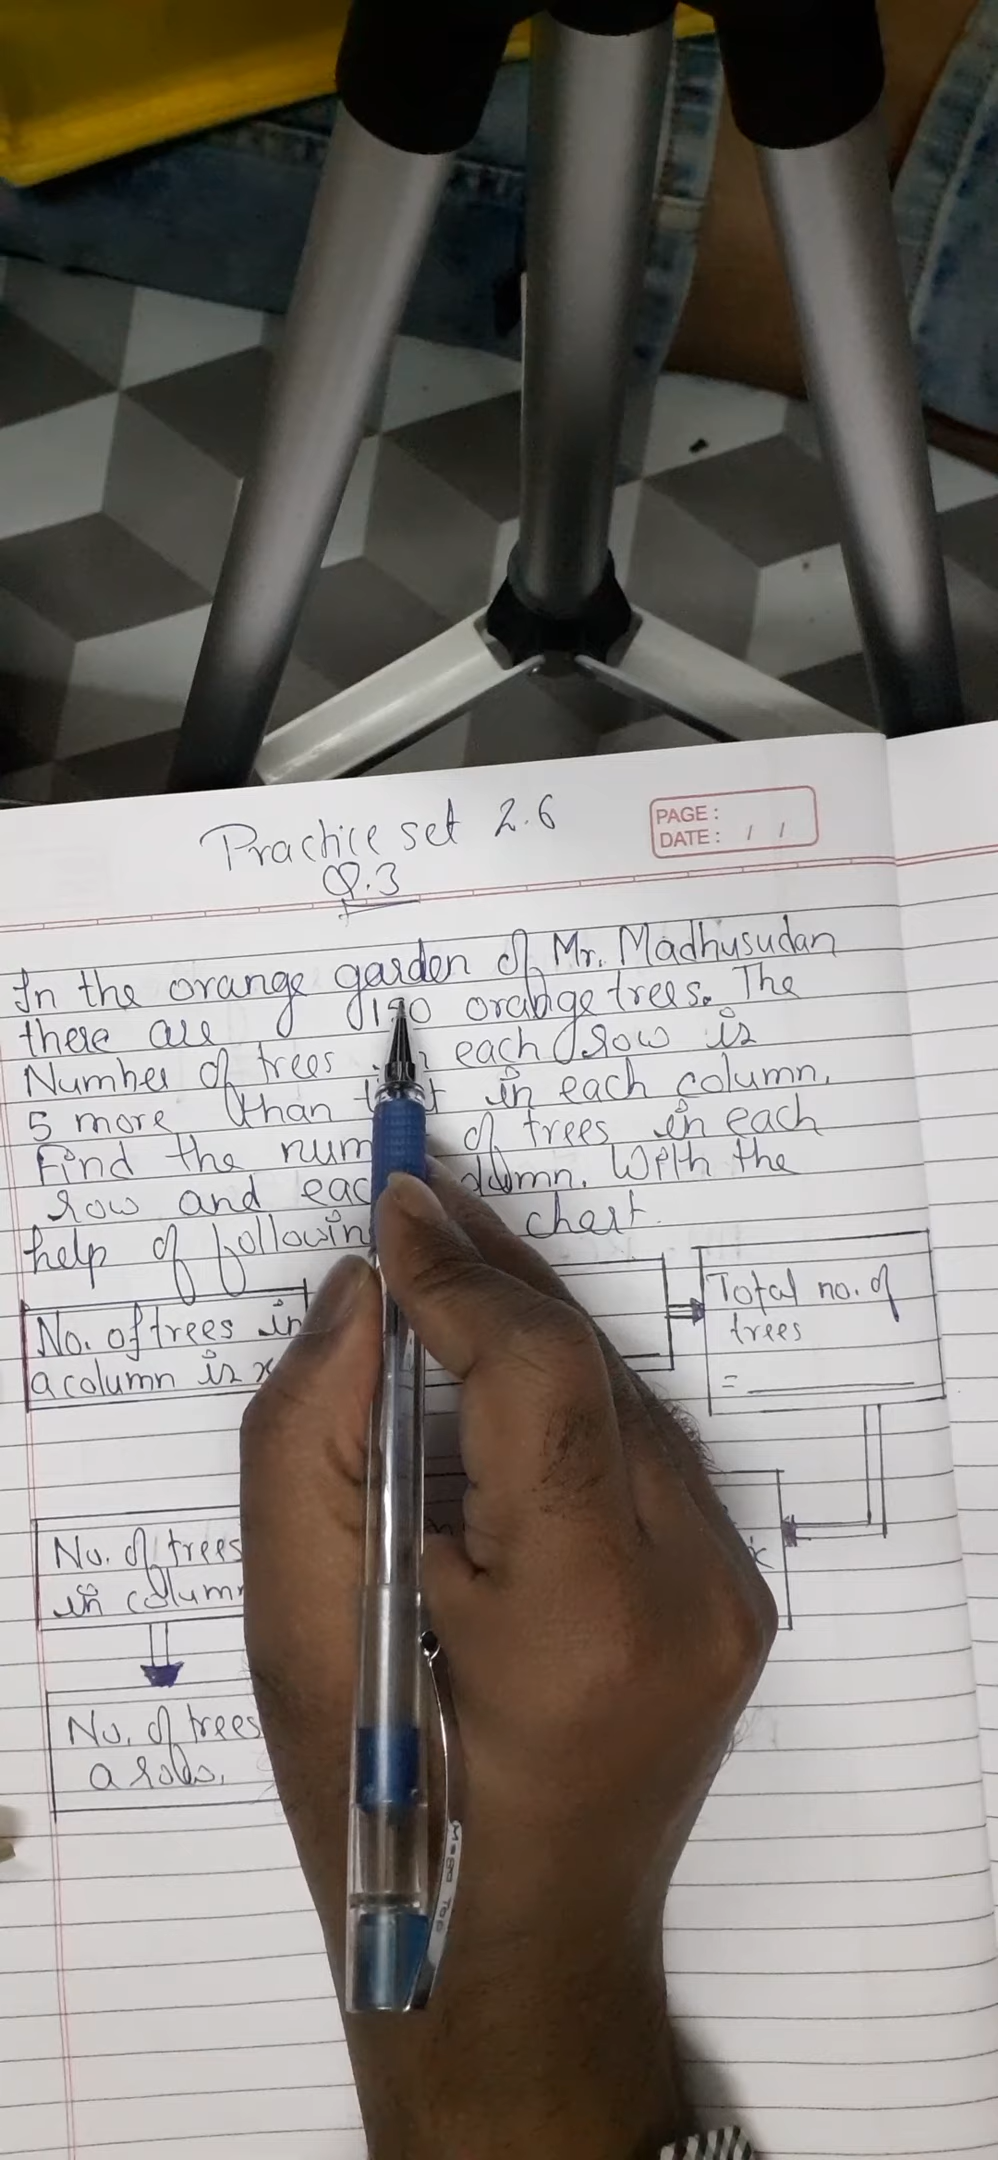 Practice set 2.6
Q.3
PAGE:
DATE: / /
In the orange garden of Mr. Madhusudan
there are orange trees. The
Number of trees each row is
5 more than in each column.
Find the of trees in each
row and With the
help of chart.
No. of trees in
a column is x
Total no. of
trees
=
No. of trees
in column
No. of trees
a row.
Mega Top